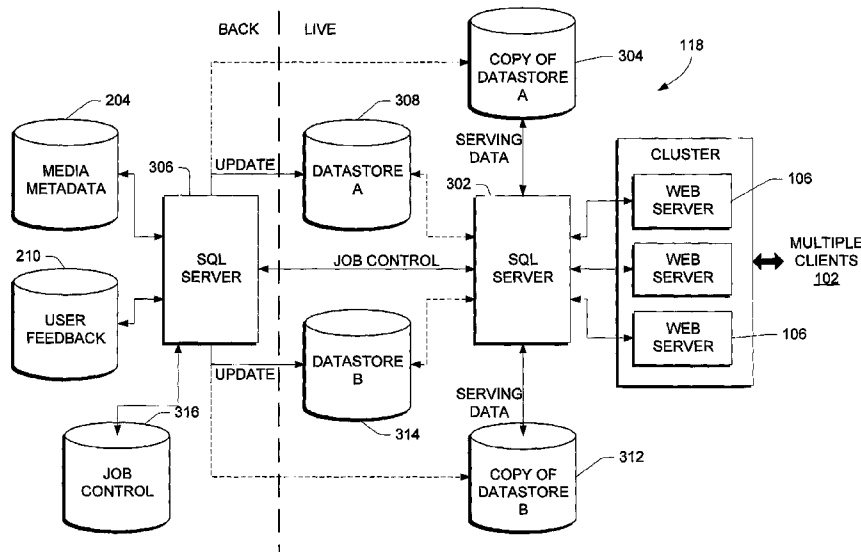 BACK
LIVE
COPY OF
DATASTORE
A
304
118
204
MEDIA
METADATA
306
UPDATE
308
DATASTORE
A
SERVING
DATA
302
CLUSTER
WEB
SERVER
106
SQL
SERVER
JOB CONTROL
SQL
SERVER
WEB
SERVER
MULTIPLE
CLIENTS
102
210
USER
FEEDBACK
WEB
SERVER
106
UPDATE
DATASTORE
B
314
SERVING
DATA
316
JOB
CONTROL
COPY OF
DATASTORE
B
312